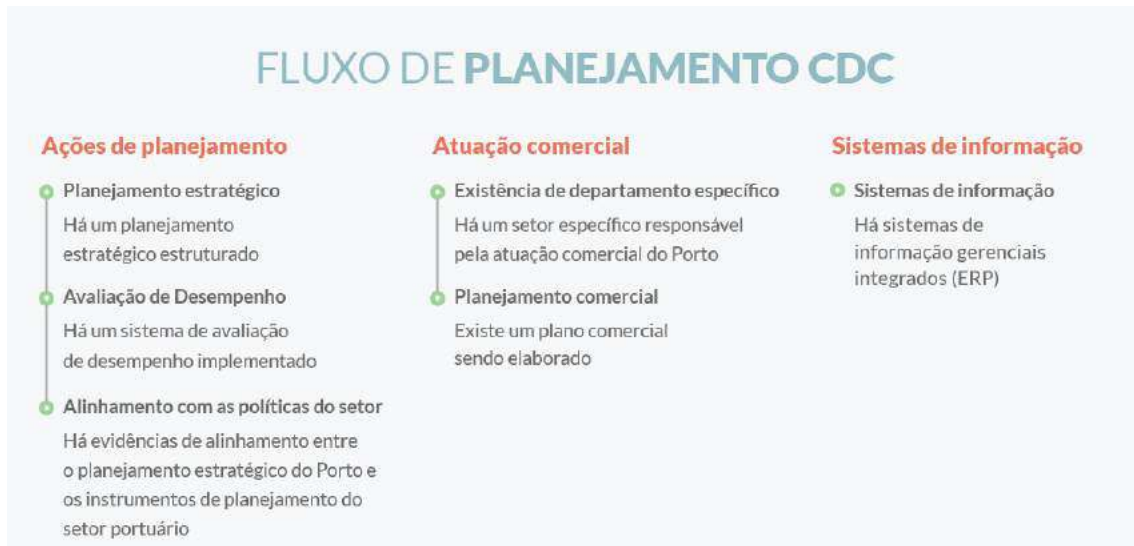 FLUXO DE PLANEJAMENTO CDC
Ações de planejamento
Planejamento estratégico
Há um planejamento
estratégico estruturado
Avaliação de Desempenho
Há um sistema de avaliação
de desempenho implementado
Alinhamento com as políticas do setor
Há evidências de alinhamento entre
o planejamento estratégico do Porto e
os instrumentos de planejamento do
setor portuário
Atuação comercial
Existência de departamento específico
Há um setor específico responsável
pela atuação comercial do Porto
Planejamento comercial
Existe um plano comercial
sendo elaborado
Sistemas de informação
Sistemas de informação
Há sistemas de
informação gerenciais
integrados (ERP)